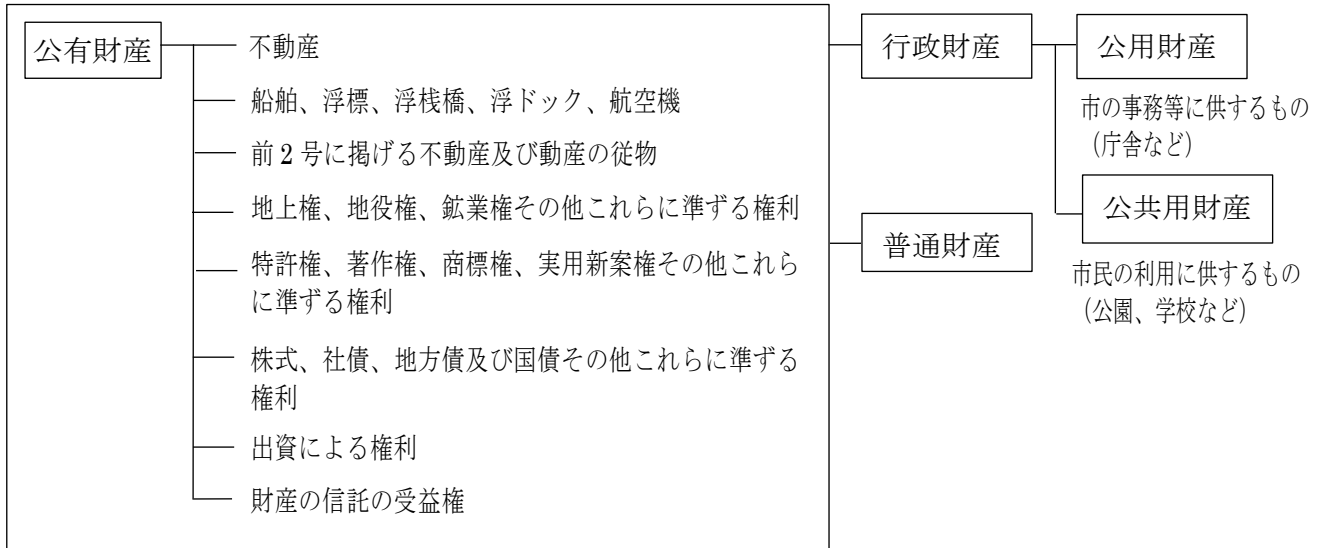 公有財産
不動産
船舶、浮標、浮桟橋、浮ドック、航空機
前2号に掲げる不動産及び動産の従物
地上権、地役権、鉱業権その他これらに準ずる権利
特許権、著作権、商標権、実用新案権その他これら
に準ずる権利
株式、社債、地方債及び国債その他これらに準ずる
権利
出資による権利
財産の信託の受益権
行政財産
公用財産
市の事務等に供するもの
（庁舎など）
公共用財産
市民の利用に供するもの
（公園、学校など）
普通財産